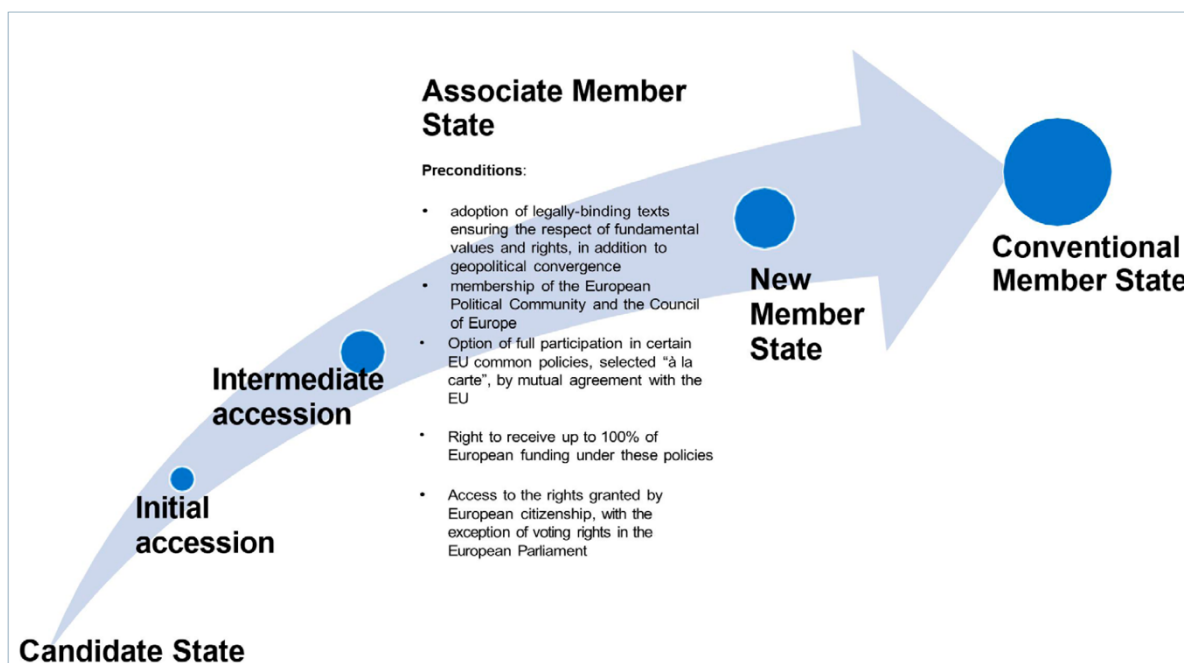 Associate Member
State
Preconditions:
• adoption of legally-binding texts
ensuring the respect of fundamental
values and rights, in addition to
geopolitical convergence
• membership of the European
Political Community and the Council
of Europe
• Option of full participation in certain
EU common policies, selected “à la
carte”, by mutual agreement with the
EU
• Right to receive up to 100% of
European funding under these policies
• Access to the rights granted by
European citizenship, with the
exception of voting rights in the
European Parliament
Conventional
Member State
New
Member
State
Intermediate
accession
Initial
accession
Candidate State